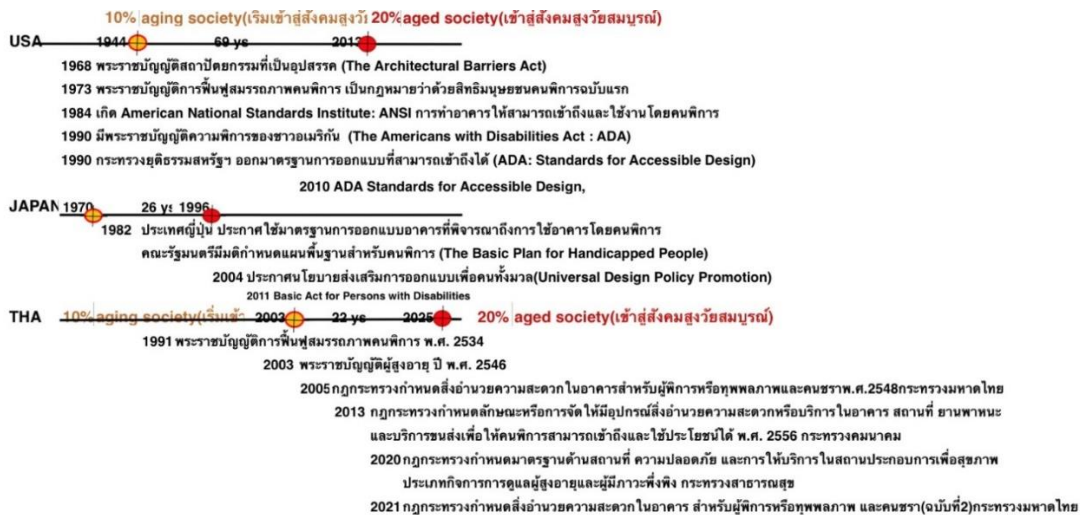 10% aging society(เริ่มเข้าสู่สังคมสูงวั 20% aged society(เข้าสู่สังคมสูงวัยสมบูรณ์)
USA 1944 69 ys 2013
1968 พระราชบัญญัติสถาปัตยกรรมที่เป็นอุปสรรค (The Architectural Barriers Act)
1973 พระราชบัญญัติการฟื้นฟูสมรรถภาพคนพิการ เป็นกฎหมายว่าด้วยสิทธิมนุษยชนคนพิการฉบับแรก
1984 เกิด American National Standards Institute: ANSI การทำอาคารให้สามารถเข้าถึงและใช้งานโดยคนพิการ
1990 มีพระราชบัญญัติความพิการของชาวอเมริกัน (The Americans with Disabilities Act : ADA)
1990 กระทรวงยุติธรรมสหรัฐฯ ออกมาตรฐานการออกแบบที่สามารถเข้าถึงได้ (ADA: Standards for Accessible Design)
2010 ADA Standards for Accessible Design,
JAPAN 1970 26 ys 1996
1982 ประเทศญี่ปุ่น ประกาศใช้มาตรฐานการออกแบบอาคารที่พิจารณาถึงการใช้อาคารโดยคนพิการ
คณะรัฐมนตรีมีมติกำหนดแผนพื้นฐานสำหรับคนพิการ (The Basic Plan for Handicapped People)
2004 ประกาศนโยบายส่งเสริมการออกแบบเพื่อคนทั้งมวล(Universal Design Policy Promotion)
2011 Basic Act for Persons with Disabilities
THA 10% aging society(เริ่มเข้า 2003 22 ys 2025 20% aged society(เข้าสู่สังคมสูงวัยสมบูรณ์)
1991 พระราชบัญญัติการฟื้นฟูสมรรถภาพคนพิการ พ.ศ. 2534
2003 พระราชบัญญัติผู้สูงอายุ ปี พ.ศ. 2546
2005 กฎกระทรวงกำหนดสิ่งอำนวยความสะดวกในอาคารสำหรับผู้พิการหรือทุพพลภาพและคนชราพ.ศ.2548กระทรวงมหาดไทย
2013 กฎกระทรวงกำหนดลักษณะหรือการจัดให้มีอุปกรณ์สิ่งอำนวยความสะดวกหรือบริการในอาคาร สถานที่ ยานพาหนะ
และบริการขนส่งเพื่อให้คนพิการสามารถเข้าถึงและใช้ประโยชน์ได้ พ.ศ. 2556 กระทรวงคมนาคม
2020 กฎกระทรวงกำหนดมาตรฐานด้านสถานที่ ความปลอดภัย และการให้บริการในสถานประกอบการเพื่อสุขภาพ
ประเภทกิจการการดูแลผู้สูงอายุและผู้มีภาวะพึ่งพิง กระทรวงสาธารณสุข
2021 กฎกระทรวงกำหนดสิ่งอำนวยความสะดวกในอาคาร สำหรับผู้พิการหรือทุพพลภาพ และคนชรา(ฉบับที่2)กระทรวงมหาดไทย